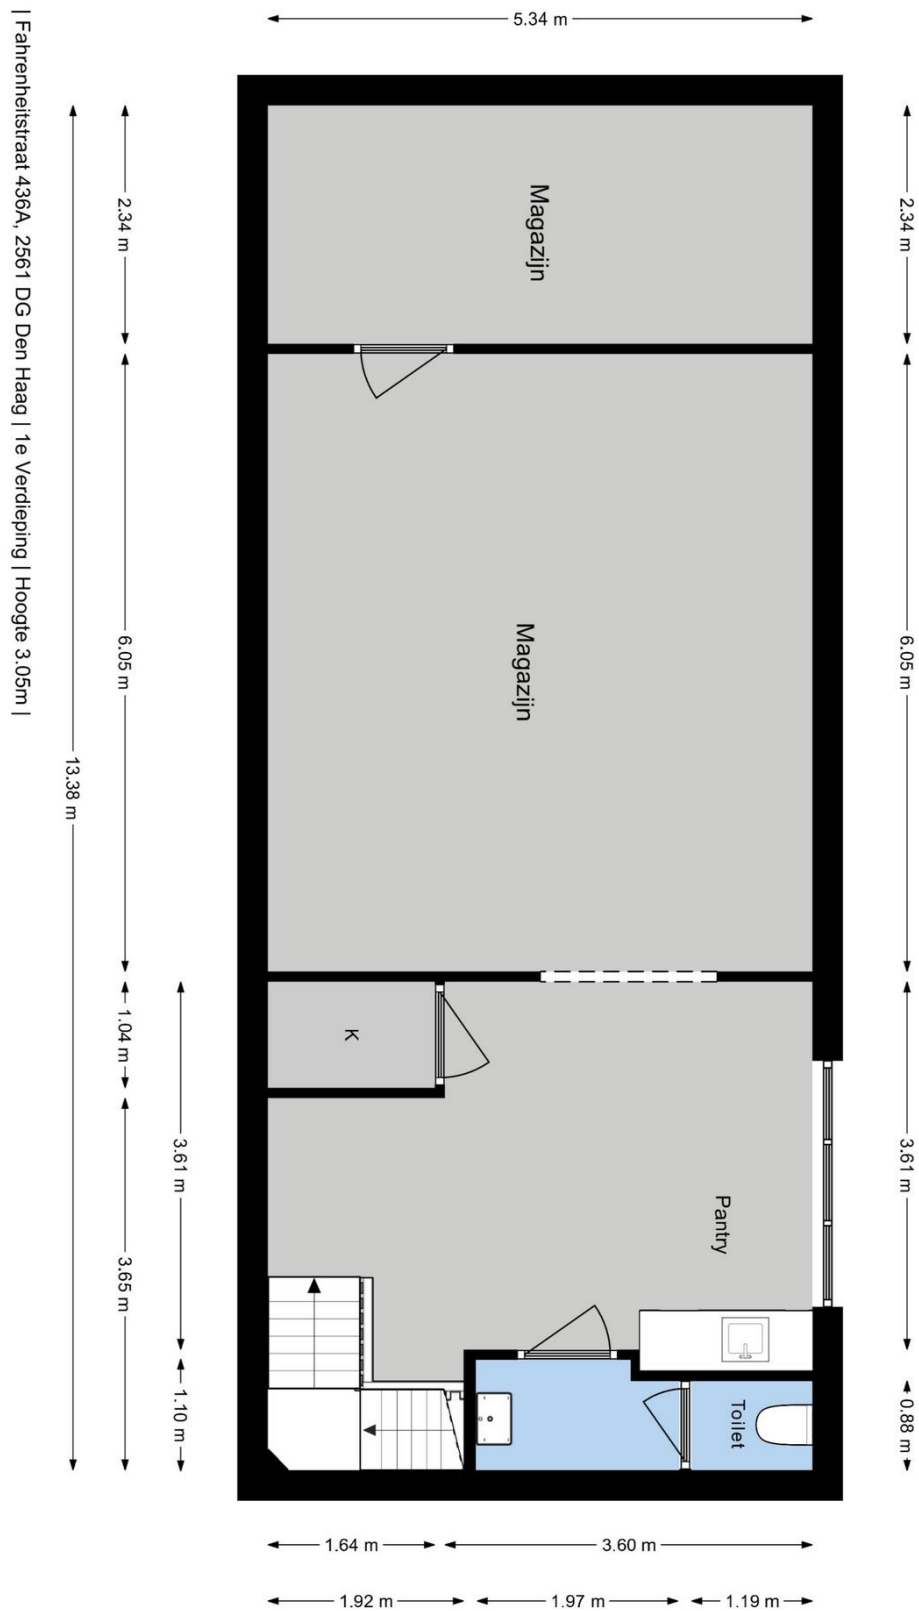 5.34 m
| Fahrenheitstraat 436A, 2561 DG Den Haag | 1e Verdieping | Hoogte 3.05m |
2.34 m
2.34 m
Magazijn
6.05 m
6.05 m
Magazijn
13.38 m
1.04 m
K
3.61 m
3.61 m
Pantry
3.65 m
1.10 m
Toilet
0.88 m
1.64 m
3.60 m
1.92 m
1.97 m
1.19 m